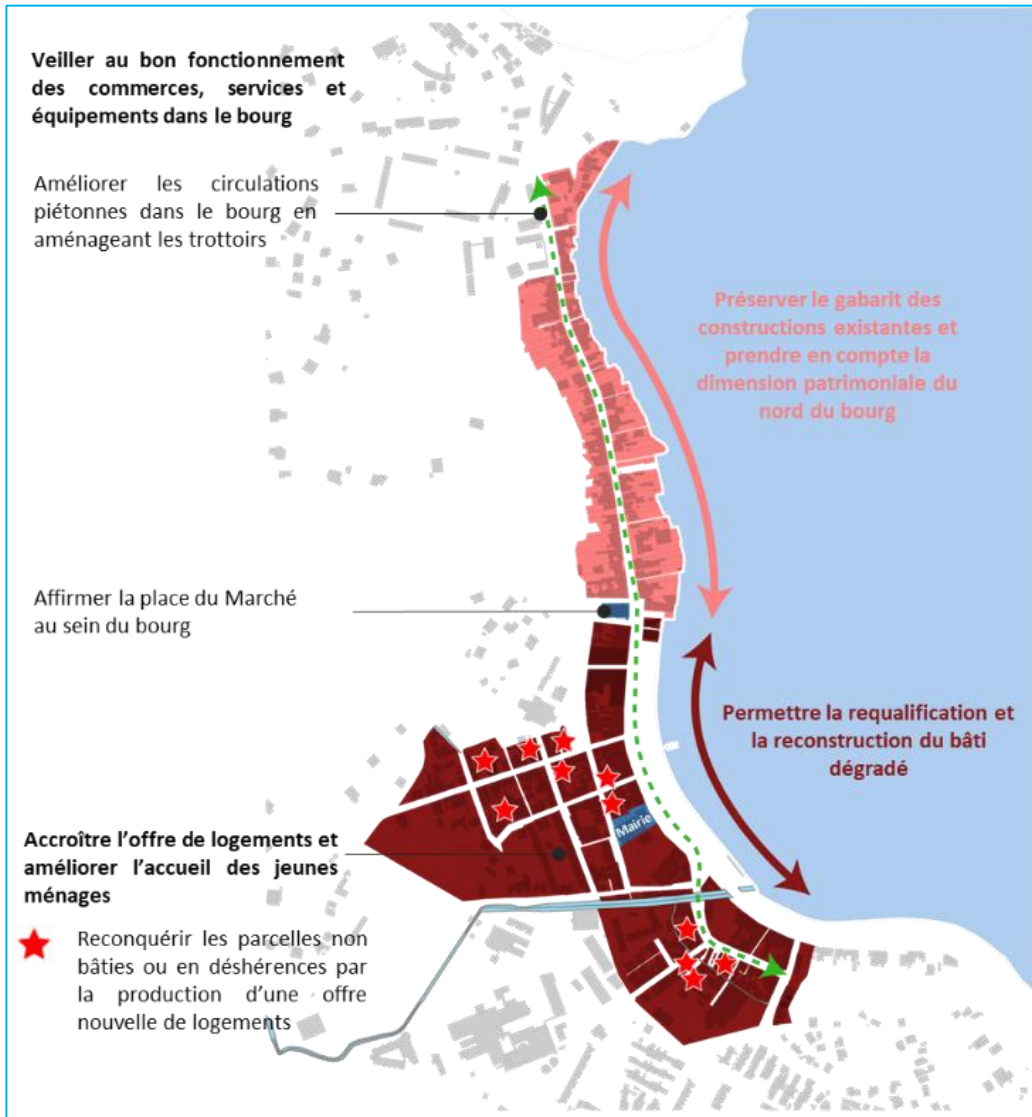 Veiller au bon fonctionnement
des commerces, services et
équipements dans le bourg
Améliorer les circulations
piétonnes dans le bourg en
aménageant les trottoirs
Préserver le gabarit des
constructions existantes et
prendre en compte la
dimension patrimoniale du
nord du bourg
Affirmer la place du Marché
au sein du bourg
Permettre la requalification et
la reconstruction du bâti
dégradé
Mairie
Accroître l'offre de logements et
améliorer l'accueil des jeunes
ménages
Reconquérir les parcelles non
bâties ou en déshérences par
la production d'une offre
nouvelle de logements